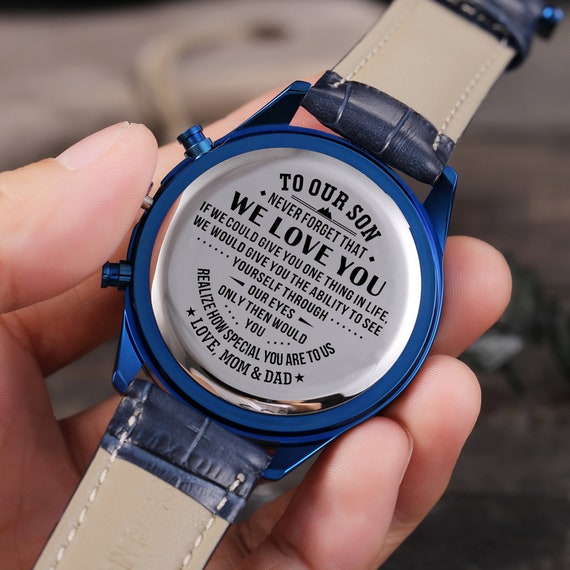 TO OUR SON
NEVER FORGET THAT
WE LOVE YOU
IF WE COULD GIVE YOU ONE THING IN LIFE,
WE WOULD GIVE YOU THE ABILITY TO SEE
YOURSELF THROUGH
OUR EYES
ONLY THEN WOULD
YOU
REALIZE HOW SPECIAL YOU ARE TO US
LOVE, MOM & DAD